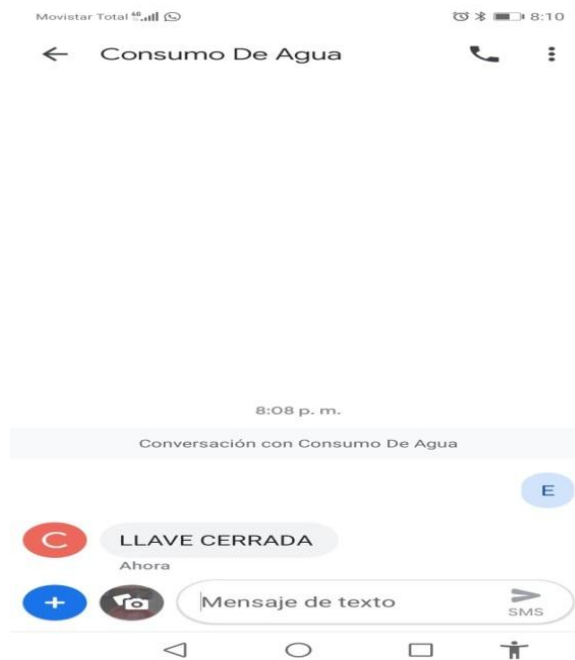 Movistar Total 4G 8:10
Consumo De Agua
8:08 p. m.
Conversación con Consumo De Agua
E
C LLAVE CERRADA
Ahora
Mensaje de texto
SMS